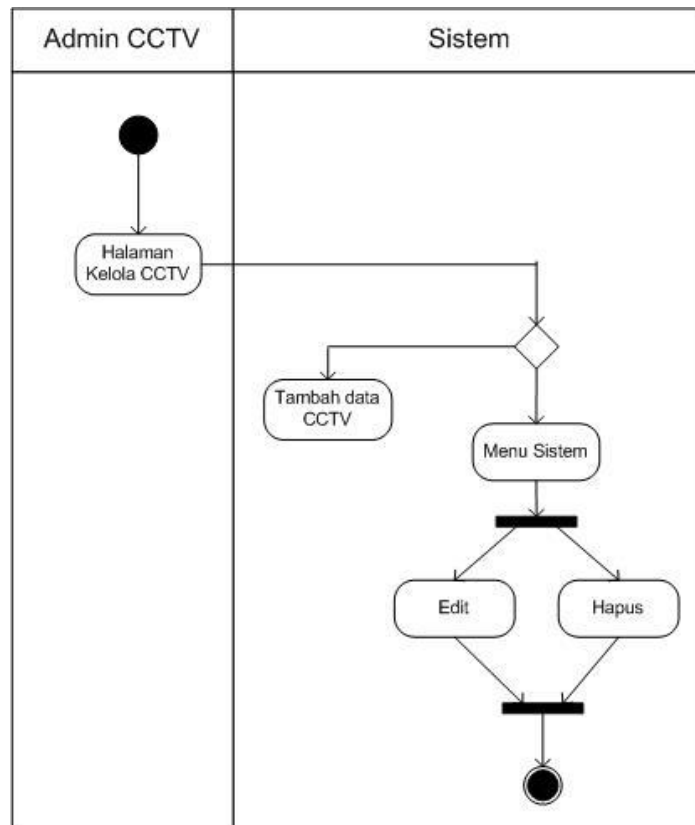 Admin CCTV
Sistem
Halaman
Kelola CCTV
Tambah data
CCTV
Menu Sistem
Edit
Hapus